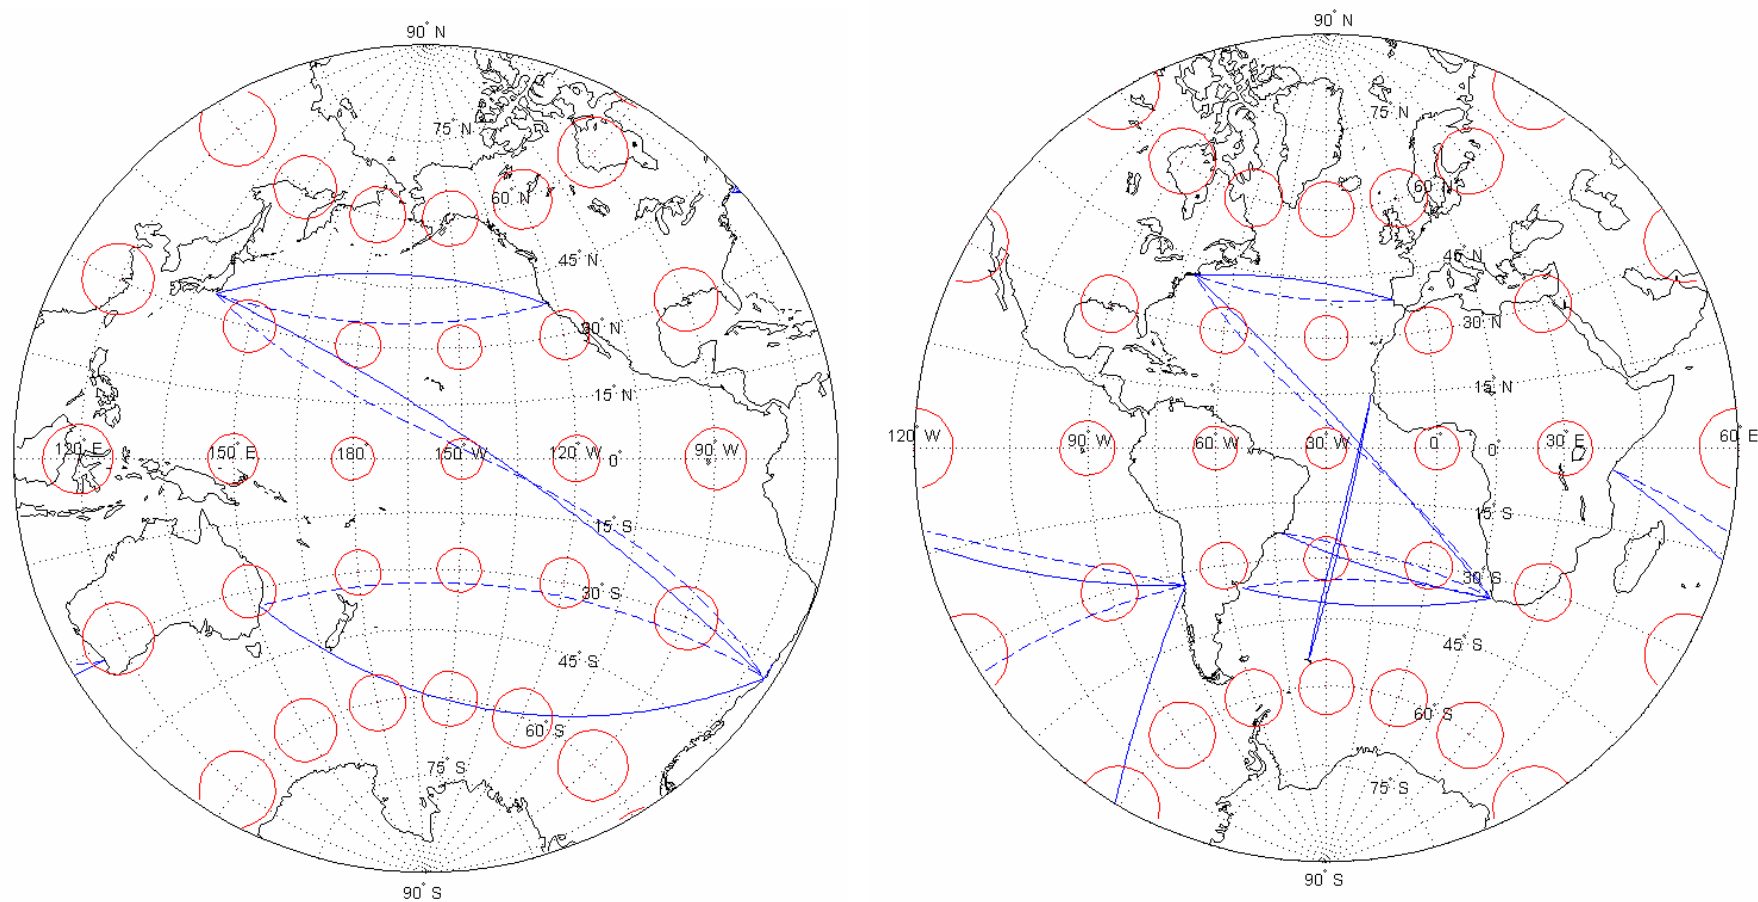 90° N
75° N
60° N
45° N
30° N
15° N
120° E
150° E
180°
150° W
120° W
90° W
0°
15° S
30° S
45° S
60° S
75° S
90° S
90° N
75° N
60° N
45° N
30° N
15° N
120° W
90° W
60° W
30° W
0°
0°
30° E
60° E
15° S
30° S
45° S
60° S
75° S
90° S